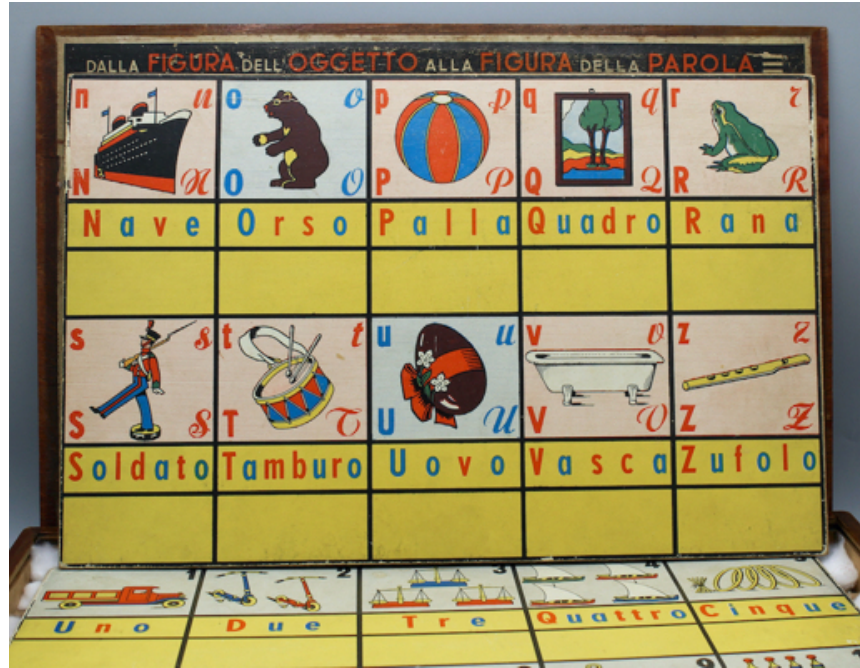 DALLA FIGURA DELL'OGGETTO ALLA FIGURA DELLA PAROLA
n n o o p p q q r r
N N O O P P Q Q R R
Nave Orso Palla Quadro Rana
s s t t u u v v z z
S S T T U U V V Z Z
Soldato Tamburo Uovo Vasca Zufolo
1 2 3 4 5
Uno Due Tre Quattro Cinque